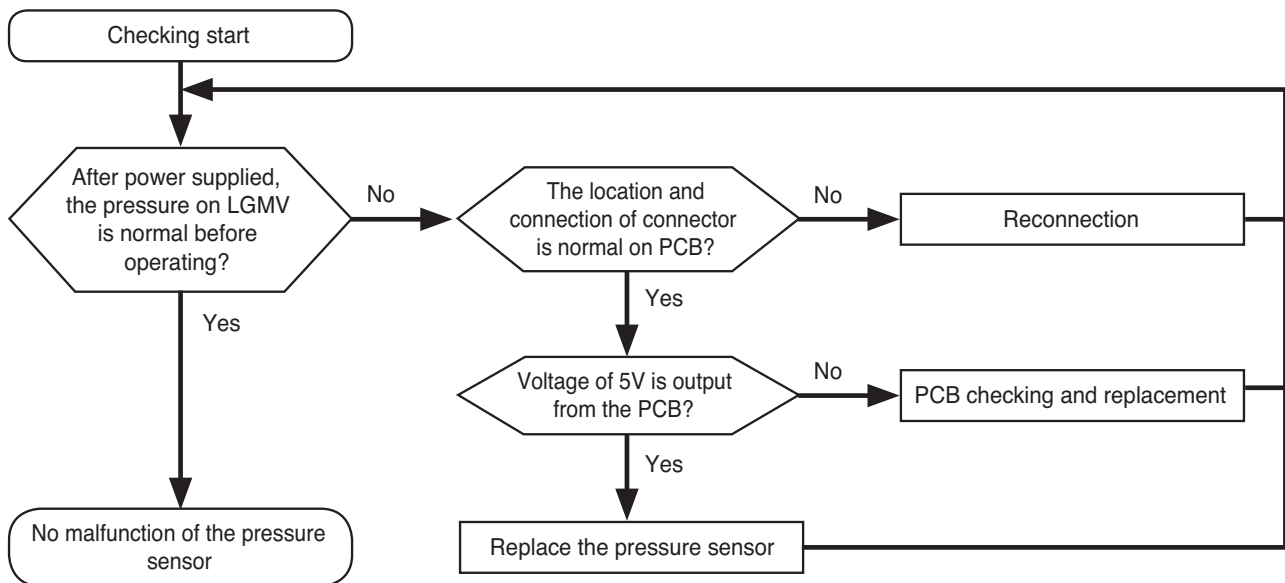 Checking start
After power supplied,
the pressure on LGMV
is normal before
operating?
No
The location and
connection of connector
is normal on PCB?
No
Reconnection
Yes
Yes
Voltage of 5V is output
from the PCB?
No
PCB checking and replacement
Yes
No malfunction of the pressure
sensor
Replace the pressure sensor